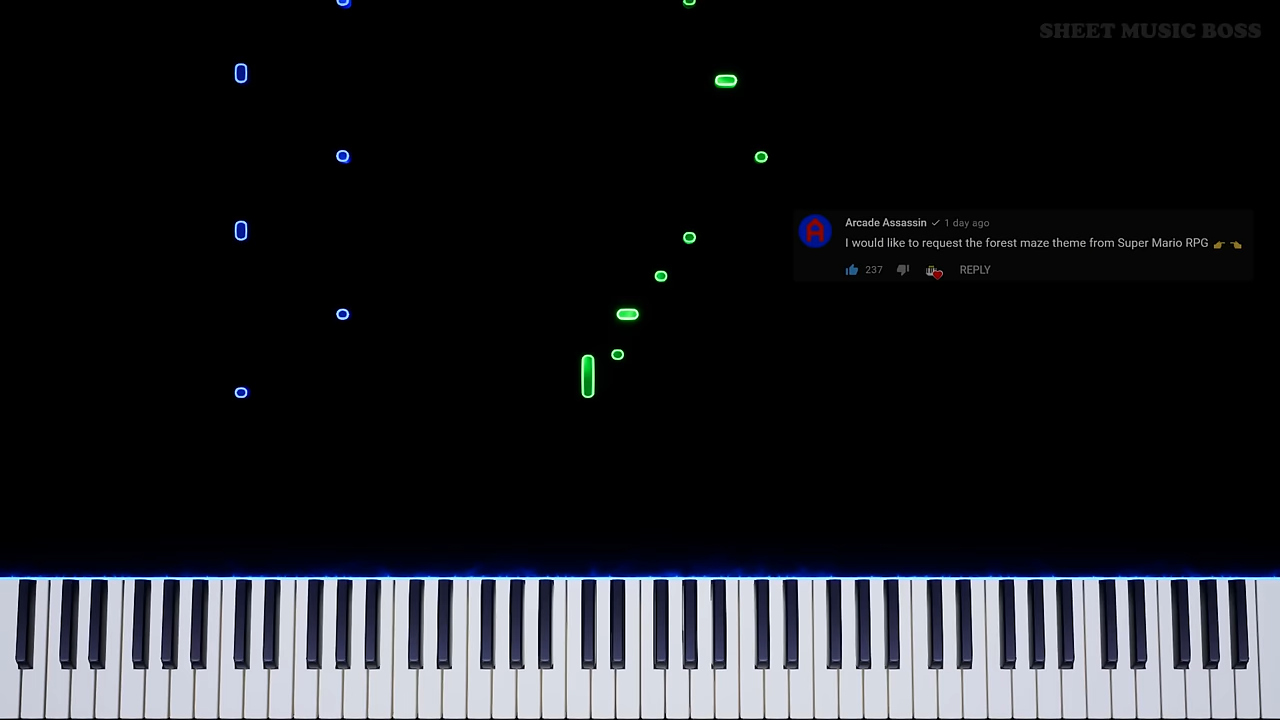 SHEET MUSIC BOSS
Arcade Assassin 1 day ago
I would like to request the forest maze theme from Super Mario RPG
237 REPLY